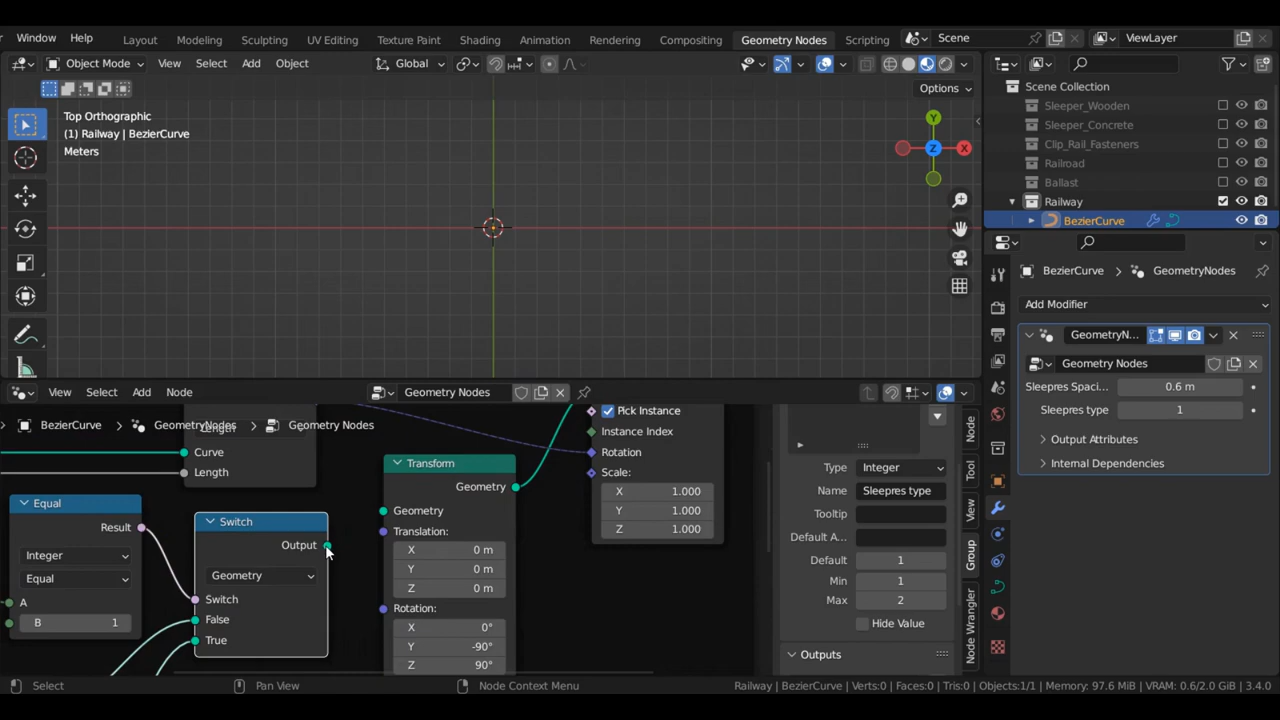 Window Help Layout Modeling Sculpting UV Editing Texture Paint Shading Animation Rendering Compositing Geometry Nodes Scripting Scene ViewLayer
Object Mode View Select Add Object Global
Options
Top Orthographic
(1) Railway | BezierCurve
Meters
Y
Z
X
Scene Collection
Sleeper_Wooden
Sleeper_Concrete
Clip_Rail_Fasteners
Railroad
Ballast
Railway
BezierCurve
BezierCurve GeometryNodes
Add Modifier
GeometryN...
Geometry Nodes
Sleepres Spaci... 0.6 m
Sleepres type 1
Output Attributes
Internal Dependencies
View Select Add Node Geometry Nodes
BezierCurve GeometryNodes Geometry Nodes
Curve
Length
Equal
Result
Integer
Equal
A
B 1
Switch
Output
Geometry
Switch
False
True
Transform
Geometry
Geometry
Translation:
X 0 m
Y 0 m
Z 0 m
Rotation:
X 0°
Y -90°
Z 90°
Pick Instance
Instance Index
Rotation
Scale:
X 1.000
Y 1.000
Z 1.000
Type Integer
Name Sleepres type
Tooltip
Default A...
Default 1
Min 1
Max 2
Hide Value
Outputs
Node
Tool
View
Group
Node Wrangler
Select Pan View Node Context Menu Railway | BezierCurve | Verts:0 | Faces:0 | Tris:0 | Objects:1/1 | Memory: 97.6 MiB | VRAM: 0.6/2.0 GiB | 3.4.0